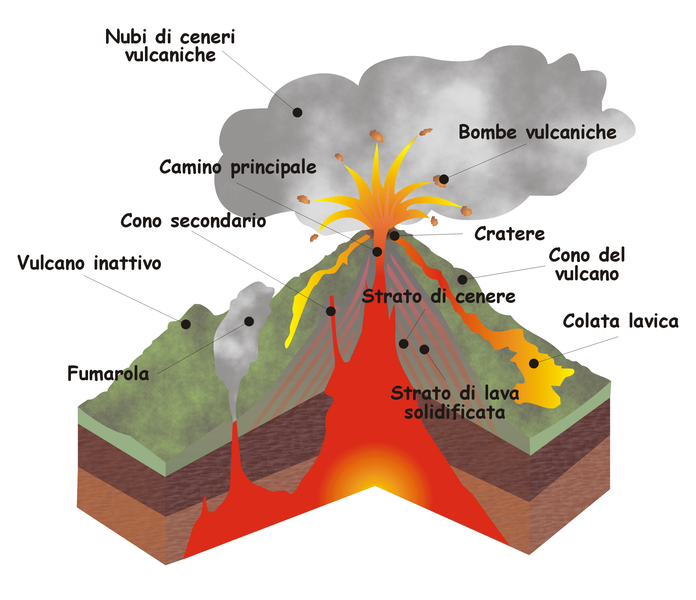 Nubi di ceneri
vulcaniche
Bombe vulcaniche
Camino principale
Cono secondario
Cratere
Vulcano inattivo
Cono del
vulcano
Strato di cenere
Colata lavica
Fumarola
Strato di lava
solidificata